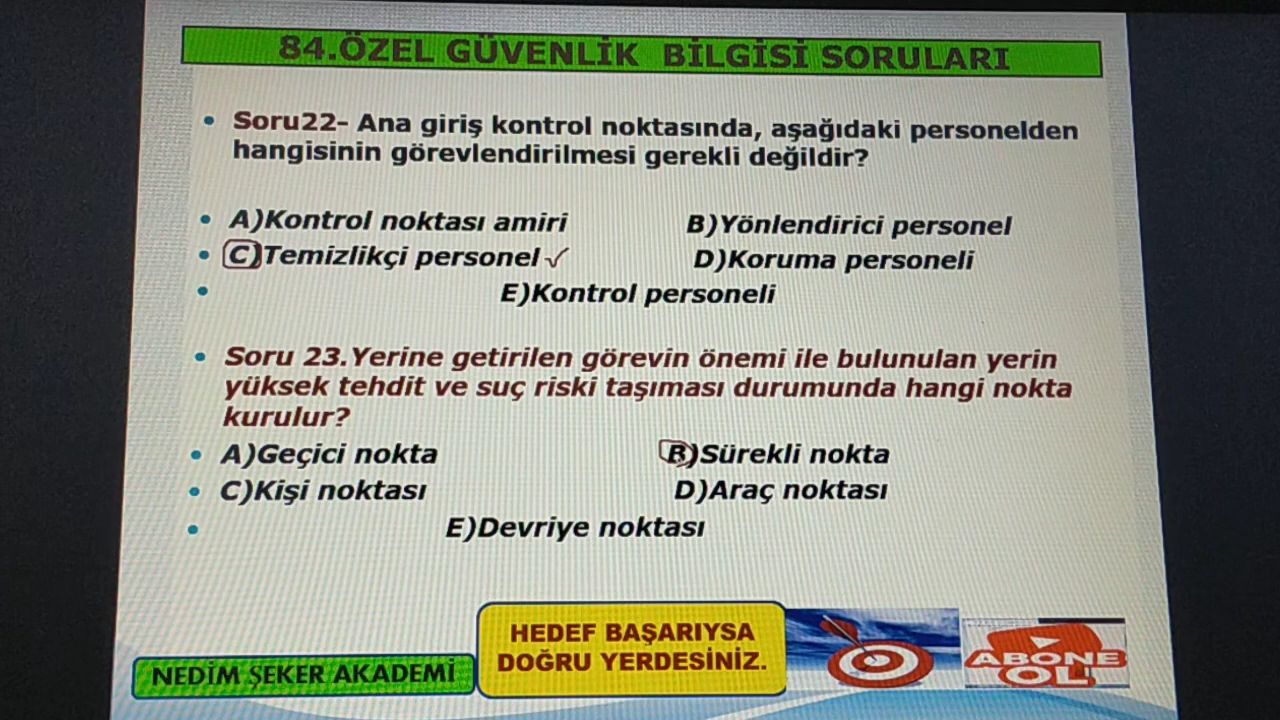 84.ÖZEL GÜVENLİK BİLGİSİ SORULARI
Soru22- Ana giriş kontrol noktasında, aşağıdaki personelden
hangisinin görevlendirilmesi gerekli değildir?
A)Kontrol noktası amiri B)Yönlendirici personel
C)Temizlikçi personel D)Koruma personeli
E)Kontrol personeli
Soru 23.Yerine getirilen görevin önemi ile bulunulan yerin
yüksek tehdit ve suç riski taşıması durumunda hangi nokta
kurulur?
A)Geçici nokta B)Sürekli nokta
C)Kişi noktası D)Araç noktası
E)Devriye noktası
HEDEF BAŞARIYSA
DOĞRU YERDESİNİZ.
NEDİM ŞEKER AKADEMİ
ABONE
OL